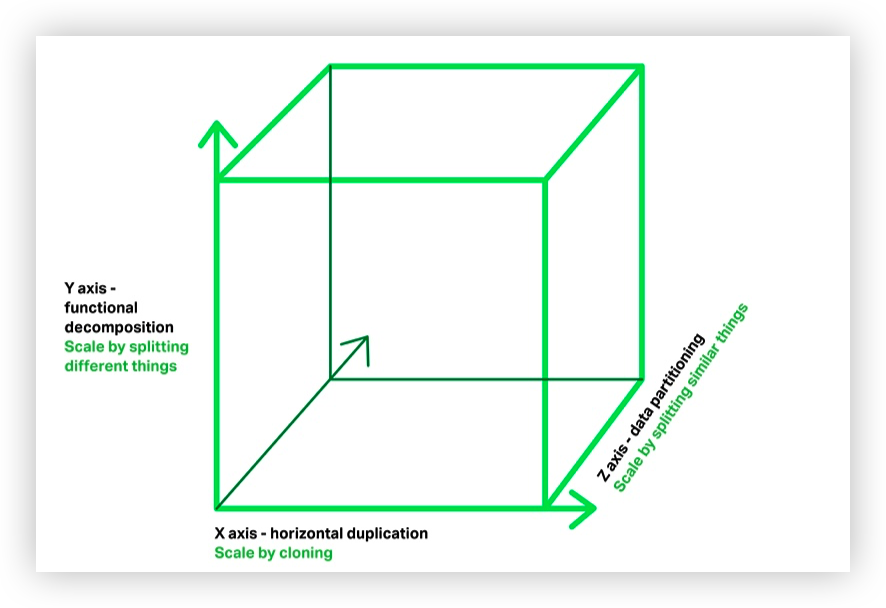 Y axis -
functional
decomposition
Scale by splitting
different things
Z axis - data partitioning
Scale by splitting similar things
X axis - horizontal duplication
Scale by cloning